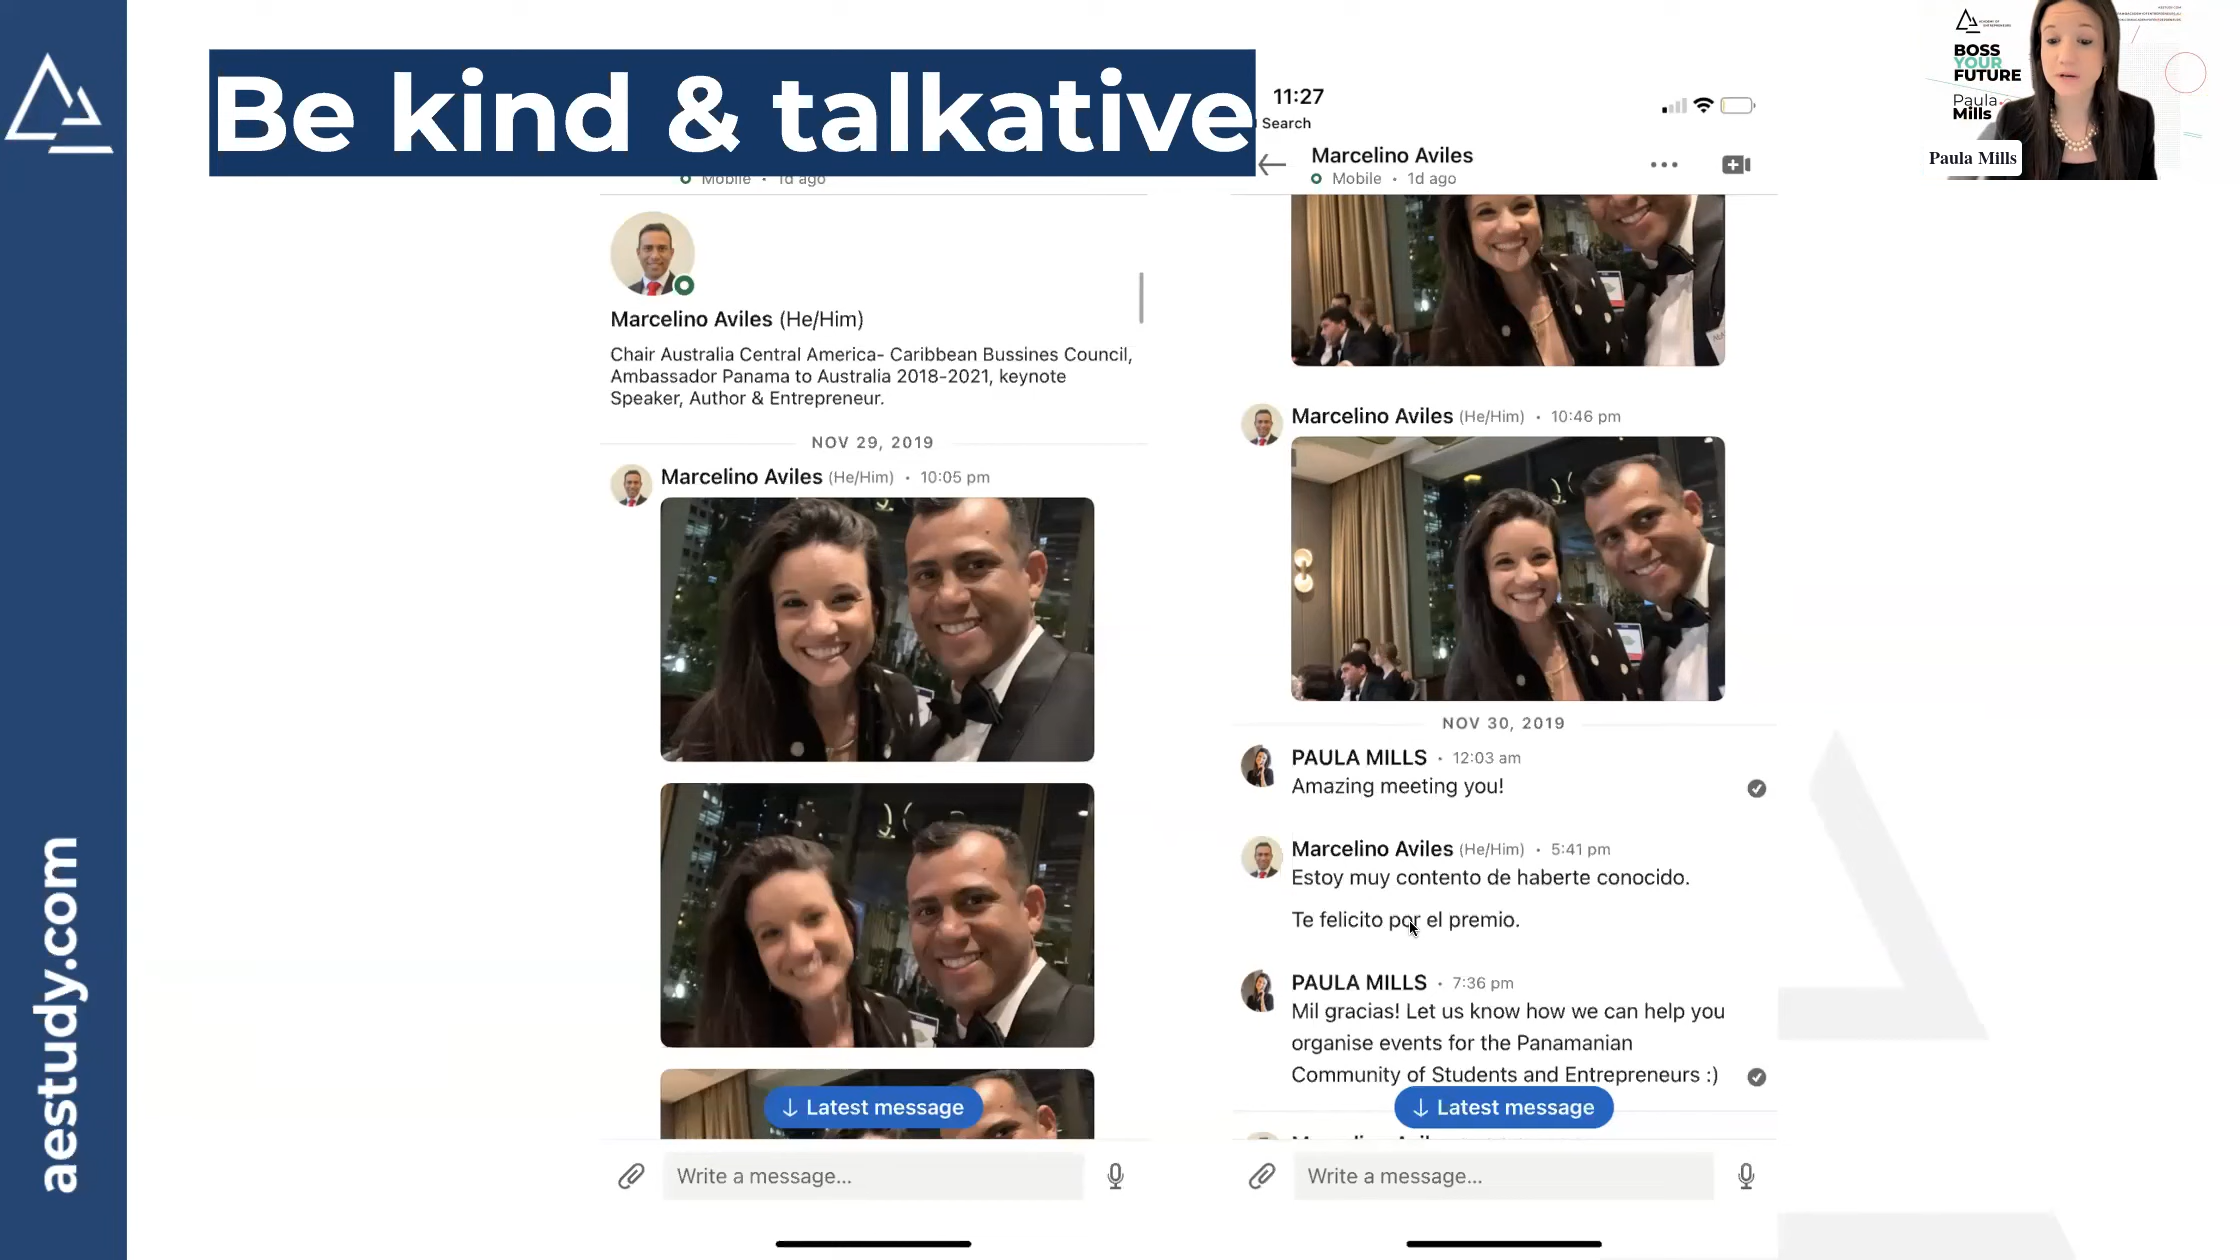 Be kind & talkative
Mobile • 1d ago
Marcelino Aviles (He/Him)
Chair Australia Central America- Caribbean Bussines Council,
Ambassador Panama to Australia 2018-2021, keynote
Speaker, Author & Entrepreneur.
NOV 29, 2019
Marcelino Aviles (He/Him) • 10:05 pm
↓ Latest message
Write a message...
11:27
Search
Marcelino Aviles
Mobile • 1d ago
Marcelino Aviles (He/Him) • 10:46 pm
NOV 30, 2019
PAULA MILLS • 12:03 am
Amazing meeting you!
Marcelino Aviles (He/Him) • 5:41 pm
Estoy muy contento de haberte conocido.
Te felicito por el premio.
PAULA MILLS • 7:36 pm
Mil gracias! Let us know how we can help you
organise events for the Panamanian
Community of Students and Entrepreneurs :)
↓ Latest message
Write a message...
BOSS
YOUR
FUTURE
Paula
Mills
Paula Mills
aestudy.com